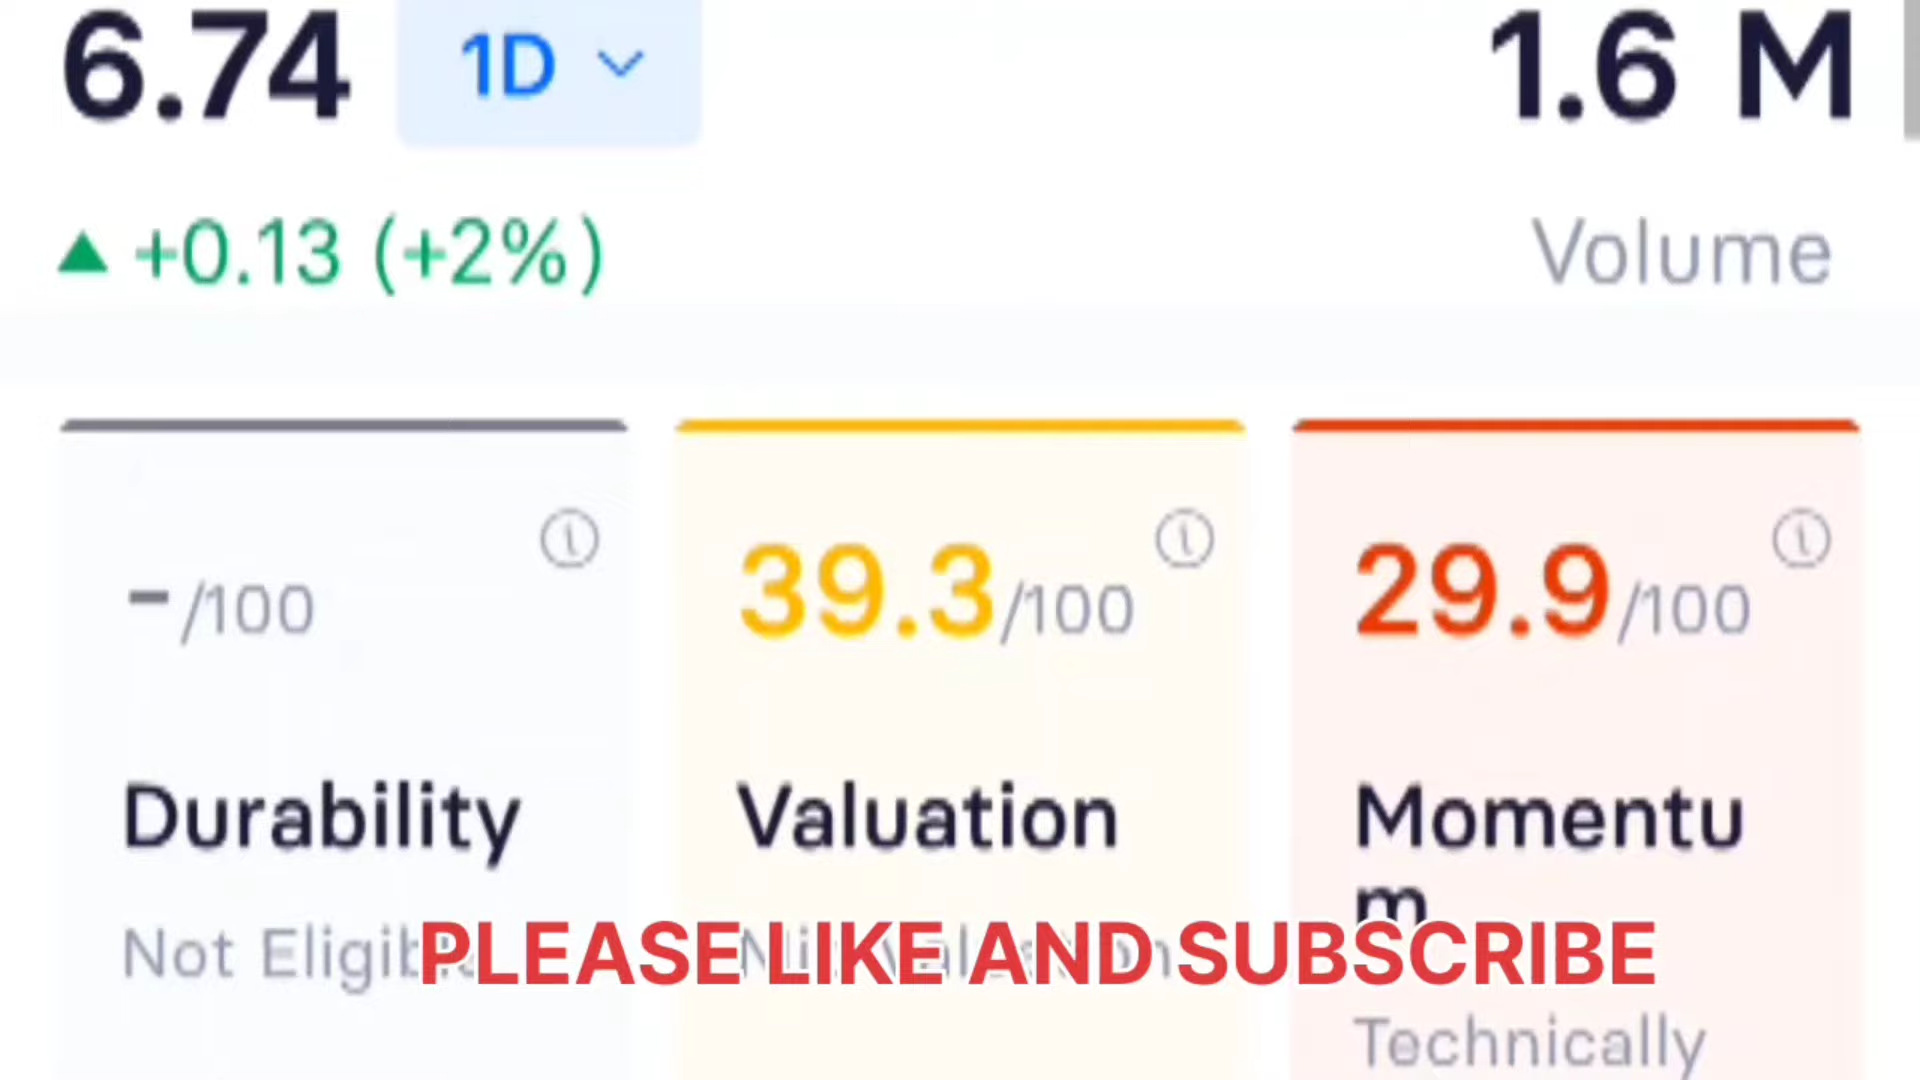 6.74 1D 1.6 M
▲ +0.13 (+2%) Volume
-/100 39.3/100 29.9/100
Durability Valuation Momentu
m
Not
PLEASE LIKE AND SUBSCRIBE
Technically